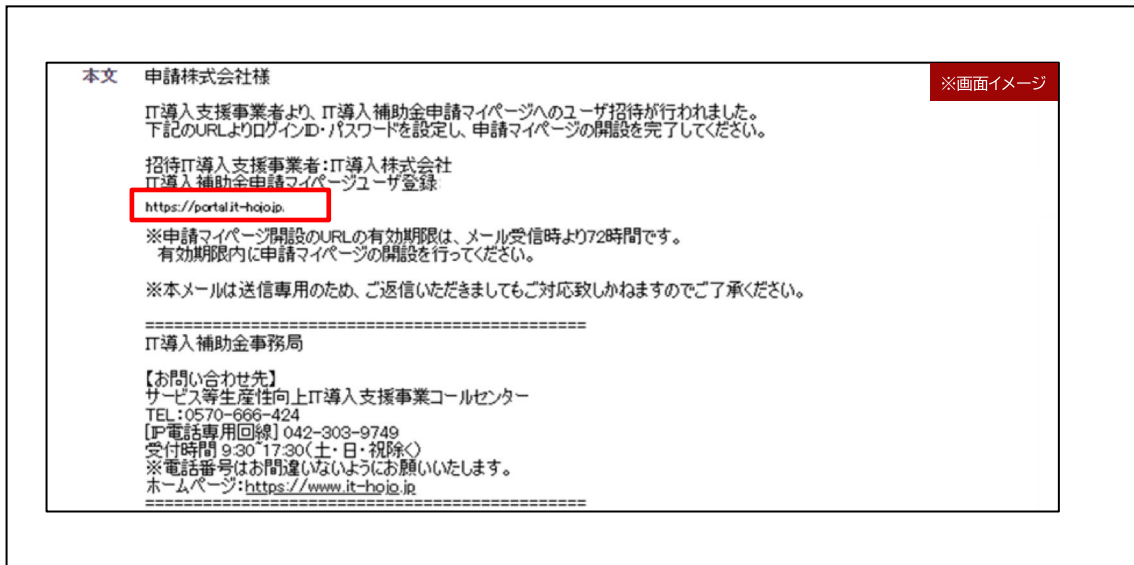 ※画面イメージ
本文 申請株式会社様
IT導入支援事業者より、IT導入補助金申請マイページへのユーザ招待が行われました。
下記のURLよりログインID・パスワードを設定し、申請マイページの開設を完了してください。
招待IT導入支援事業者：IT導入株式会社
IT導入補助金申請マイページユーザ登録：
https://portal.it-hojo.jp.
※申請マイページ開設のURLの有効期限は、メール受信時より72時間です。
有効期限内に申請マイページの開設を行ってください。
※本メールは送信専用のため、ご返信いただきましてもご対応致しかねますのでご了承ください。
============================================
IT導入補助金事務局
【お問い合わせ先】
サービス等生産性向上IT導入支援事業コールセンター
TEL：0570-666-424
[IP電話専用回線] 042-303-9749
受付時間 9:30~17:30(土・日・祝除く)
※電話番号はお間違いないようにお願いいたします。
ホームページ：https://www.it-hojo.jp
============================================